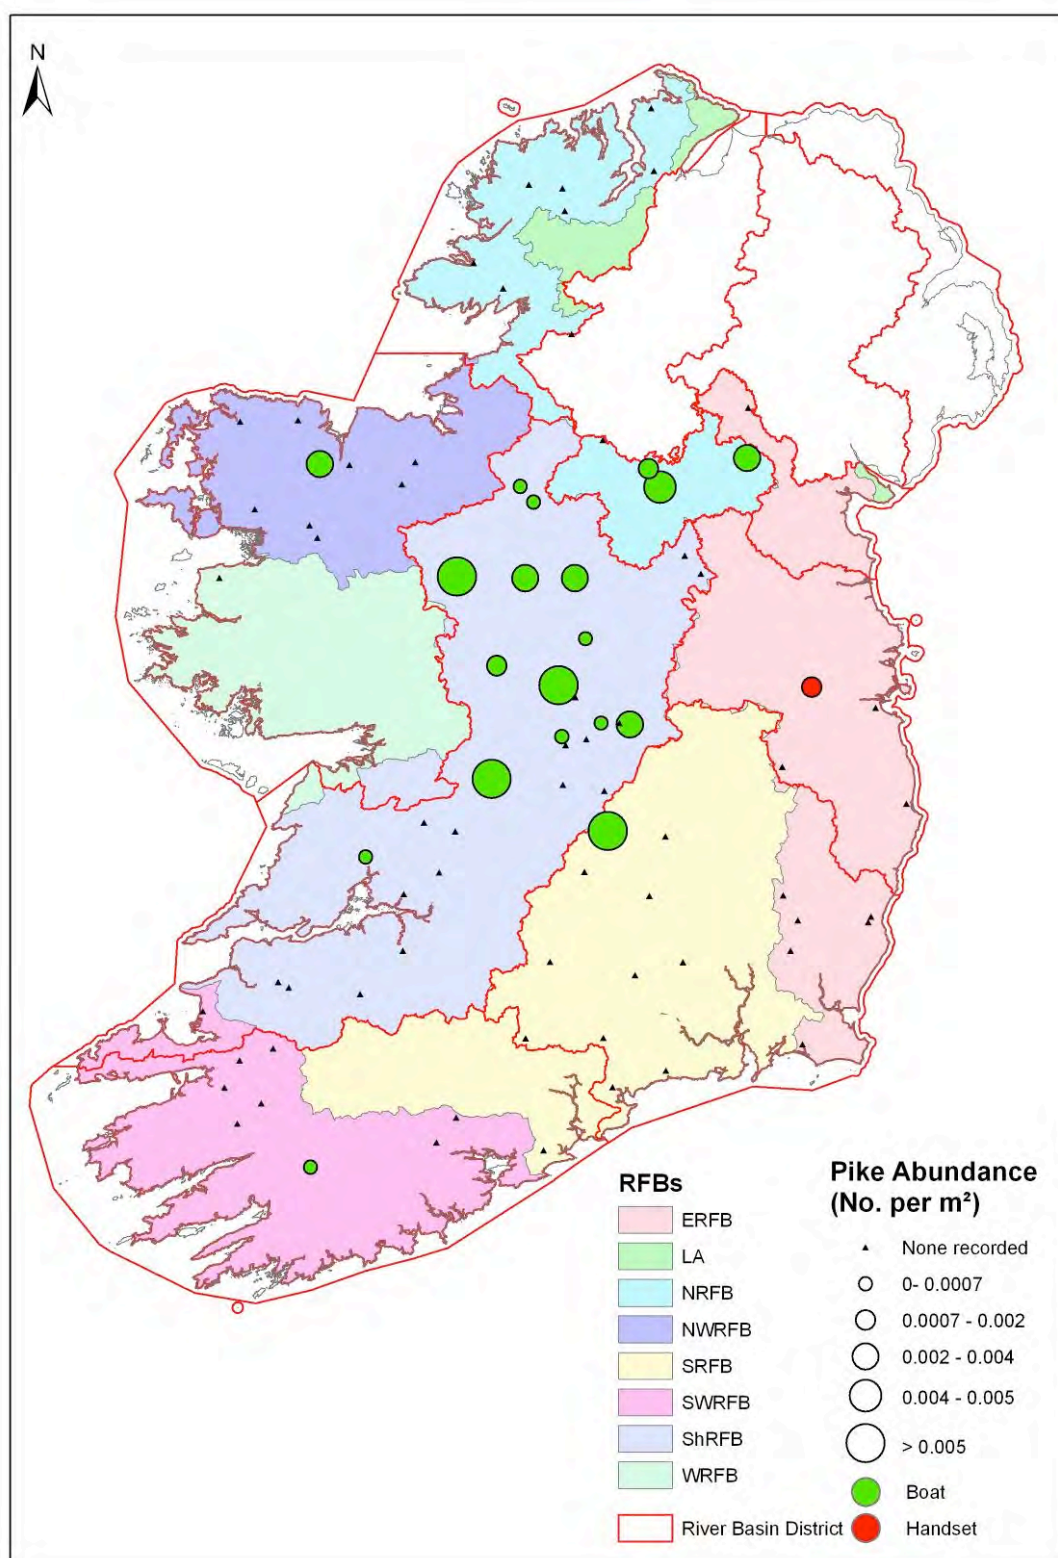 N
RFBs
ERFB
LA
NRFB
NWRFB
SRFB
SWRFB
ShRFB
WRFB
River Basin District
Pike Abundance
(No. per m²)
None recorded
0- 0.0007
0.0007 - 0.002
0.002 - 0.004
0.004 - 0.005
> 0.005
Boat
Handset